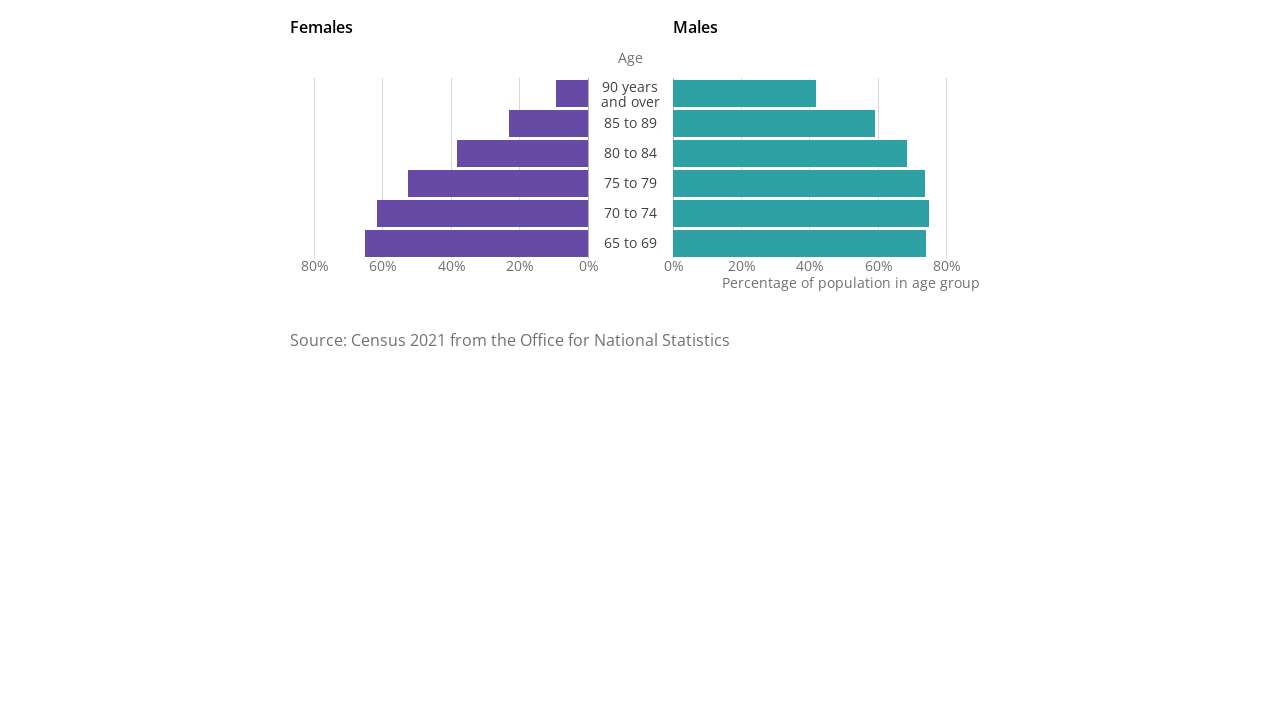 Females
Males
Age
90 years
and over
85 to 89
80 to 84
75 to 79
70 to 74
65 to 69
80% 60% 40% 20% 0% 0% 20% 40% 60% 80%
Percentage of population in age group
Source: Census 2021 from the Office for National Statistics